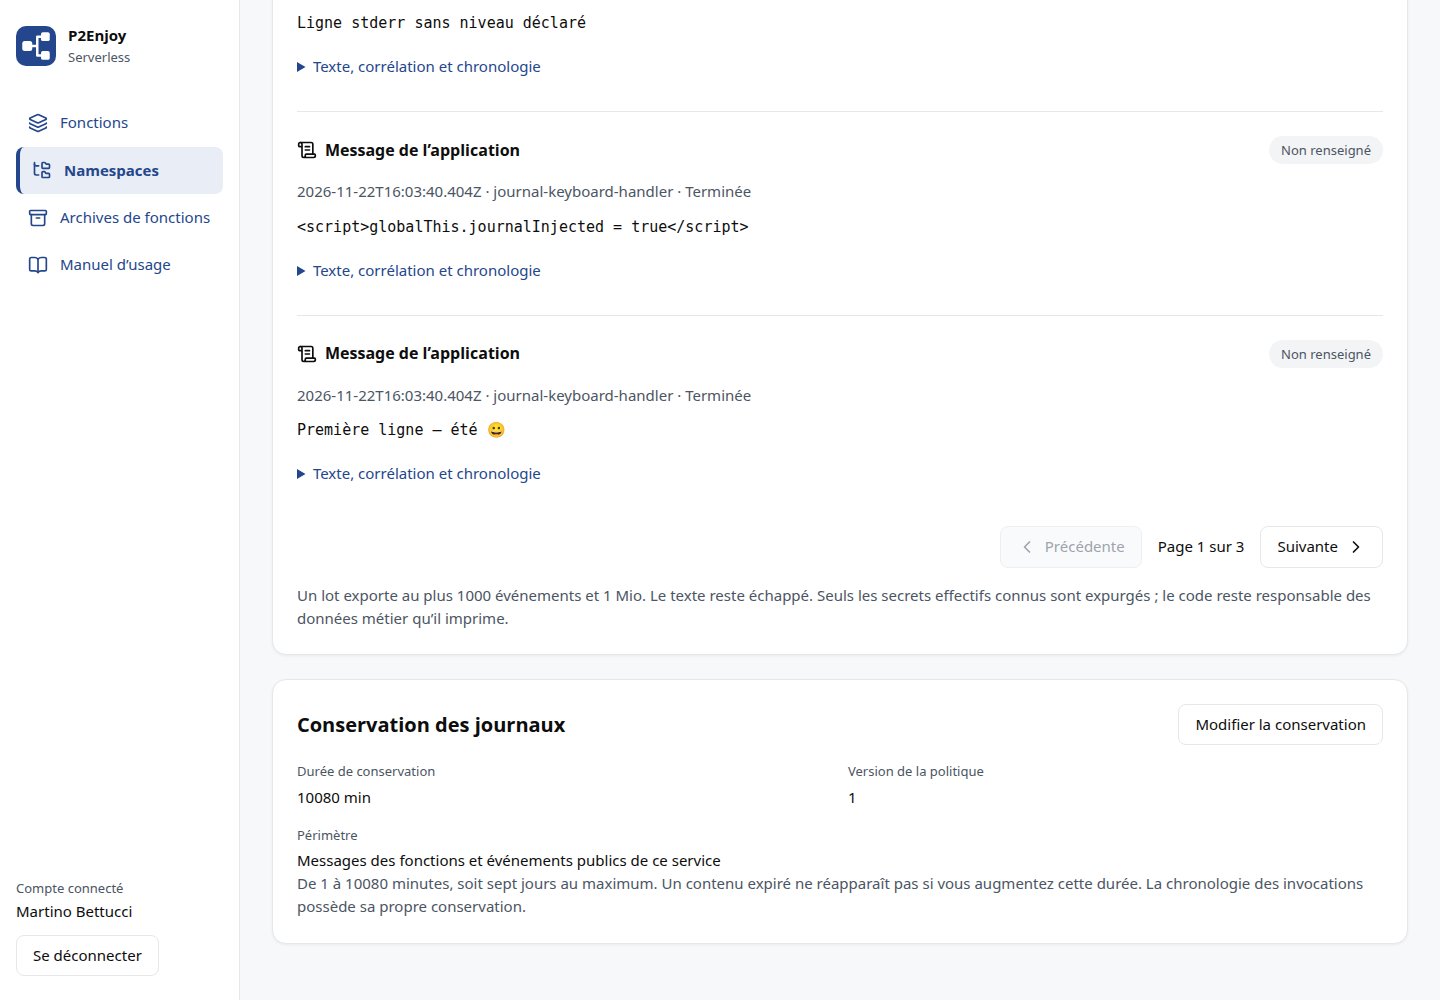 P2Enjoy
Serverless
Fonctions
Namespaces
Archives de fonctions
Manuel d’usage
Compte connecté
Martino Bettucci
Se déconnecter
Ligne stderr sans niveau déclaré
Texte, corrélation et chronologie
Message de l’application
Non renseigné
2026-11-22T16:03:40.404Z · journal-keyboard-handler · Terminée
<script>globalThis.journalInjected = true</script>
Texte, corrélation et chronologie
Message de l’application
Non renseigné
2026-11-22T16:03:40.404Z · journal-keyboard-handler · Terminée
Première ligne — été 😀
Texte, corrélation et chronologie
Précédente
Page 1 sur 3
Suivante
Un lot exporte au plus 1000 événements et 1 Mio. Le texte reste échappé. Seuls les secrets effectifs connus sont expurgés ; le code reste responsable des
données métier qu’il imprime.
Conservation des journaux
Modifier la conservation
Durée de conservation
10080 min
Version de la politique
1
Périmètre
Messages des fonctions et événements publics de ce service
De 1 à 10080 minutes, soit sept jours au maximum. Un contenu expiré ne réapparaît pas si vous augmentez cette durée. La chronologie des invocations
possède sa propre conservation.